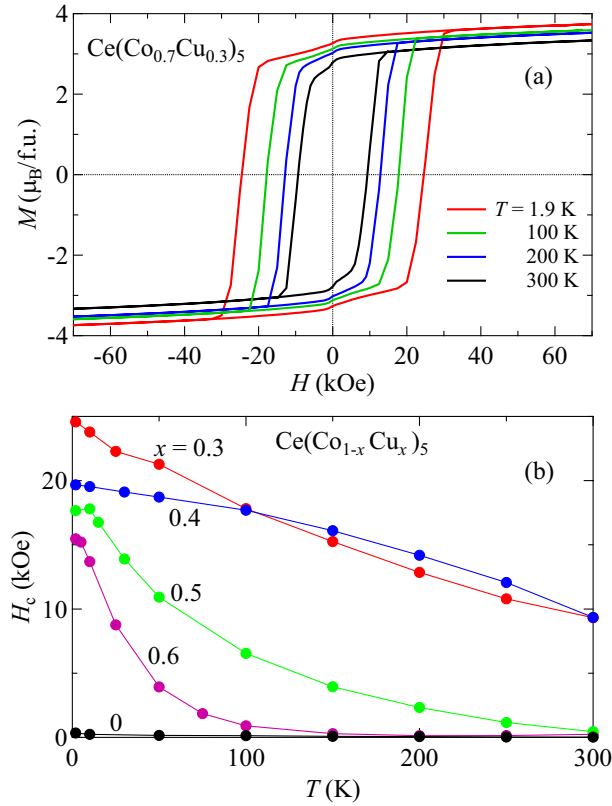 4
2
0
-2
-4
M (μB/f.u.)
Ce(Co0.7Cu0.3)5
(a)
T = 1.9 K
100 K
200 K
300 K
-60 -40 -20 0 20 40 60
H (kOe)
Ce(Co1-xCux)5
(b)
x = 0.3
0.4
0.5
0.6
0
20
10
0
Hc (kOe)
0 100 200 300
T (K)